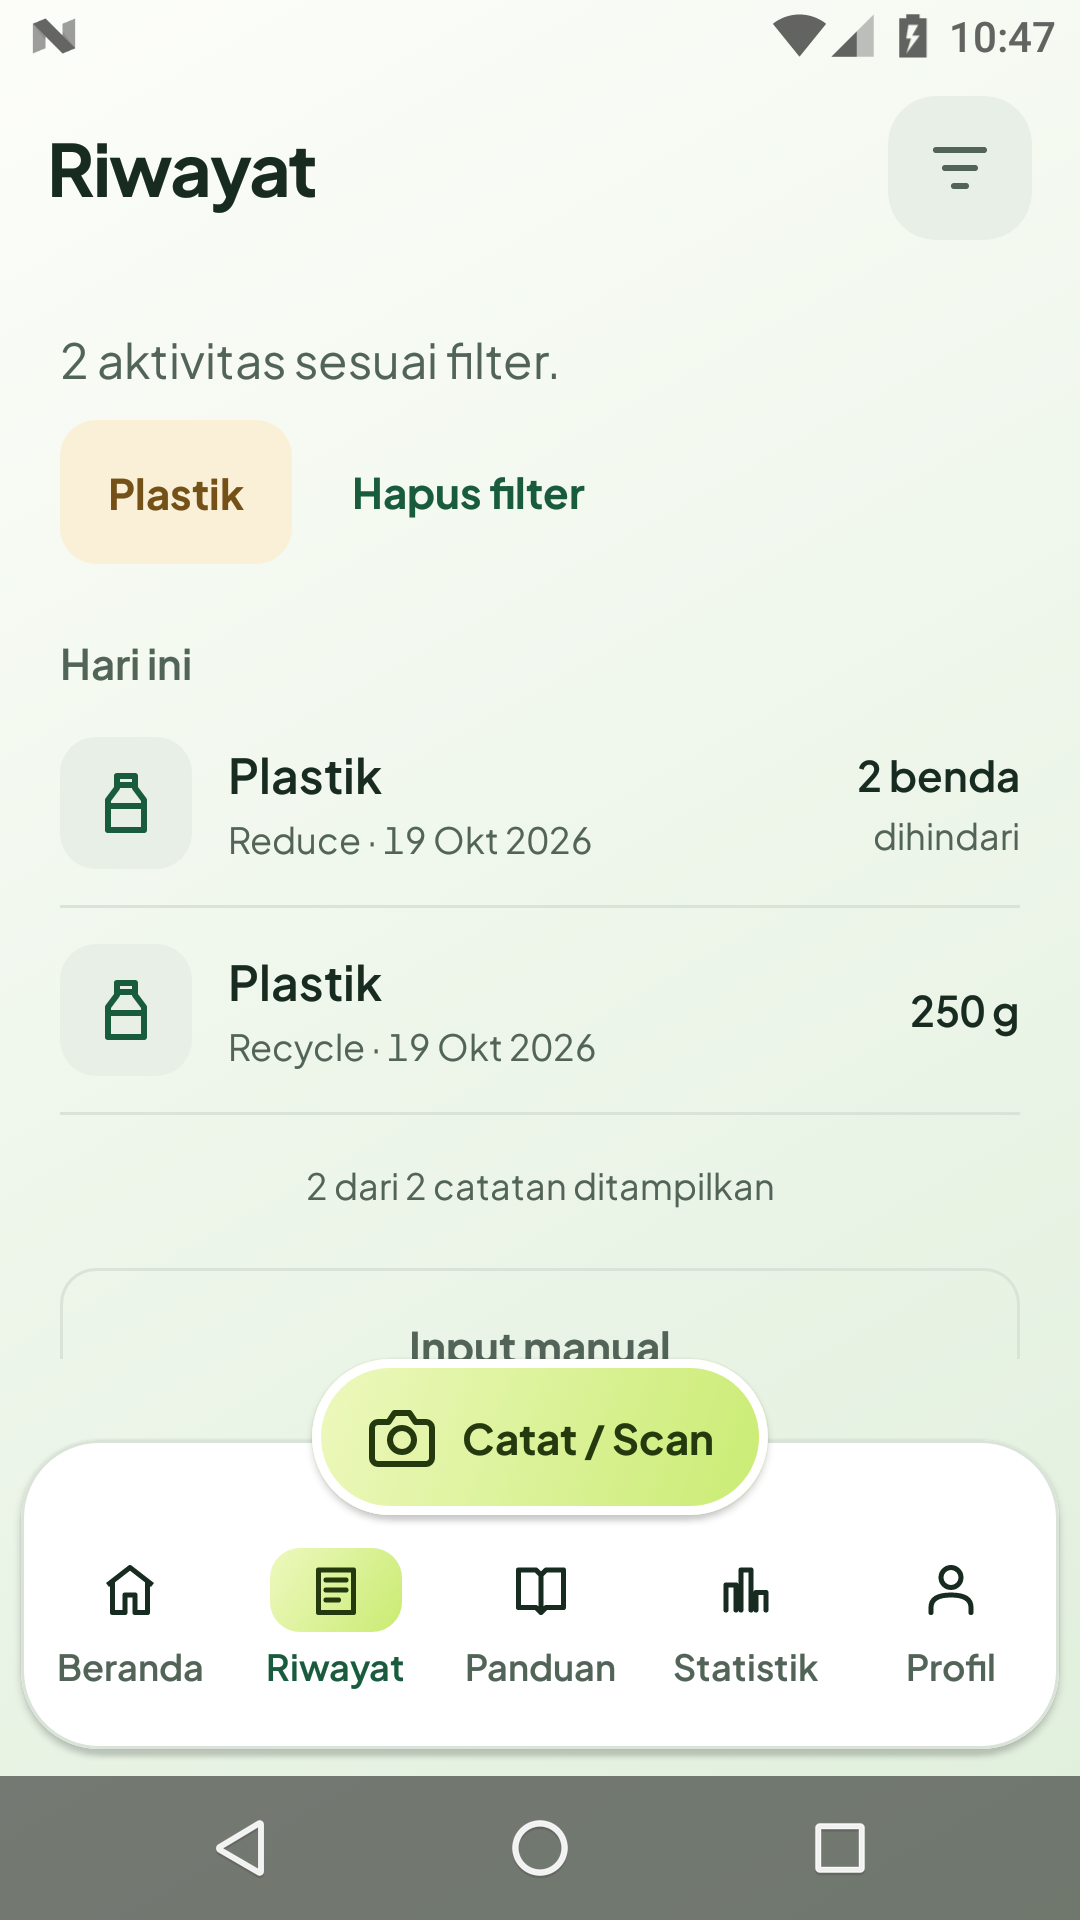 10:47
Riwayat
2 aktivitas sesuai filter.
Plastik
Hapus filter
Hari ini
Plastik
2 benda
Reduce · 19 Okt 2026
dihindari
Plastik
250 g
Recycle · 19 Okt 2026
2 dari 2 catatan ditampilkan
Input manual
Catat / Scan
Beranda
Riwayat
Panduan
Statistik
Profil